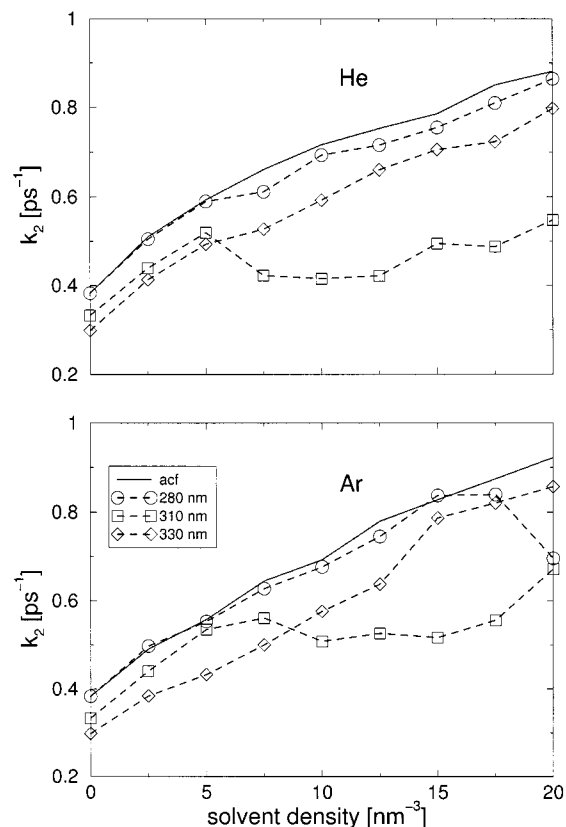 He
k₂ [ps⁻¹]
1
0.8
0.6
0.4
0.2
Ar
acf
280 nm
310 nm
330 nm
k₂ [ps⁻¹]
1
0.8
0.6
0.4
0.2
0 5 10 15 20
solvent density [nm⁻³]